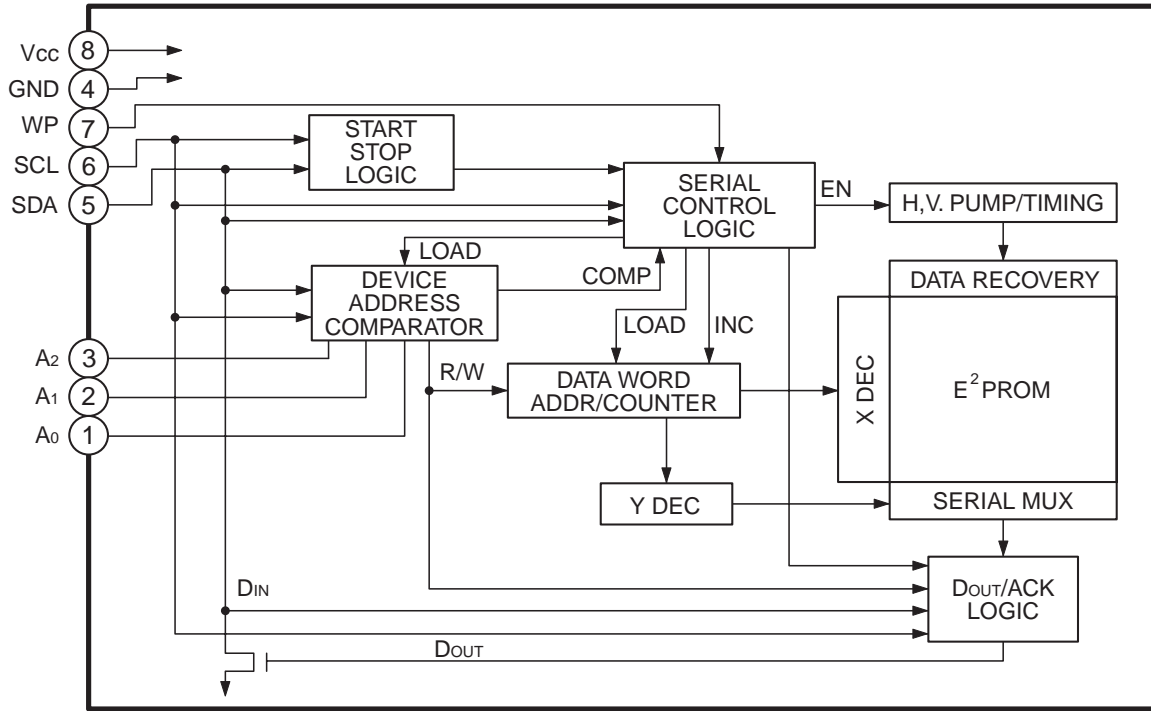 Vcc 8
GND 4
WP 7
SCL 6
SDA 5
START
STOP
LOGIC
SERIAL
CONTROL
LOGIC
EN
H,V. PUMP/TIMING
LOAD
COMP
DEVICE
ADDRESS
COMPARATOR
LOAD
INC
DATA RECOVERY
A2 3
A1 2
A0 1
R/W
DATA WORD
ADDR/COUNTER
X DEC
E²PROM
Y DEC
SERIAL MUX
DIN
DOUT/ACK
LOGIC
DOUT